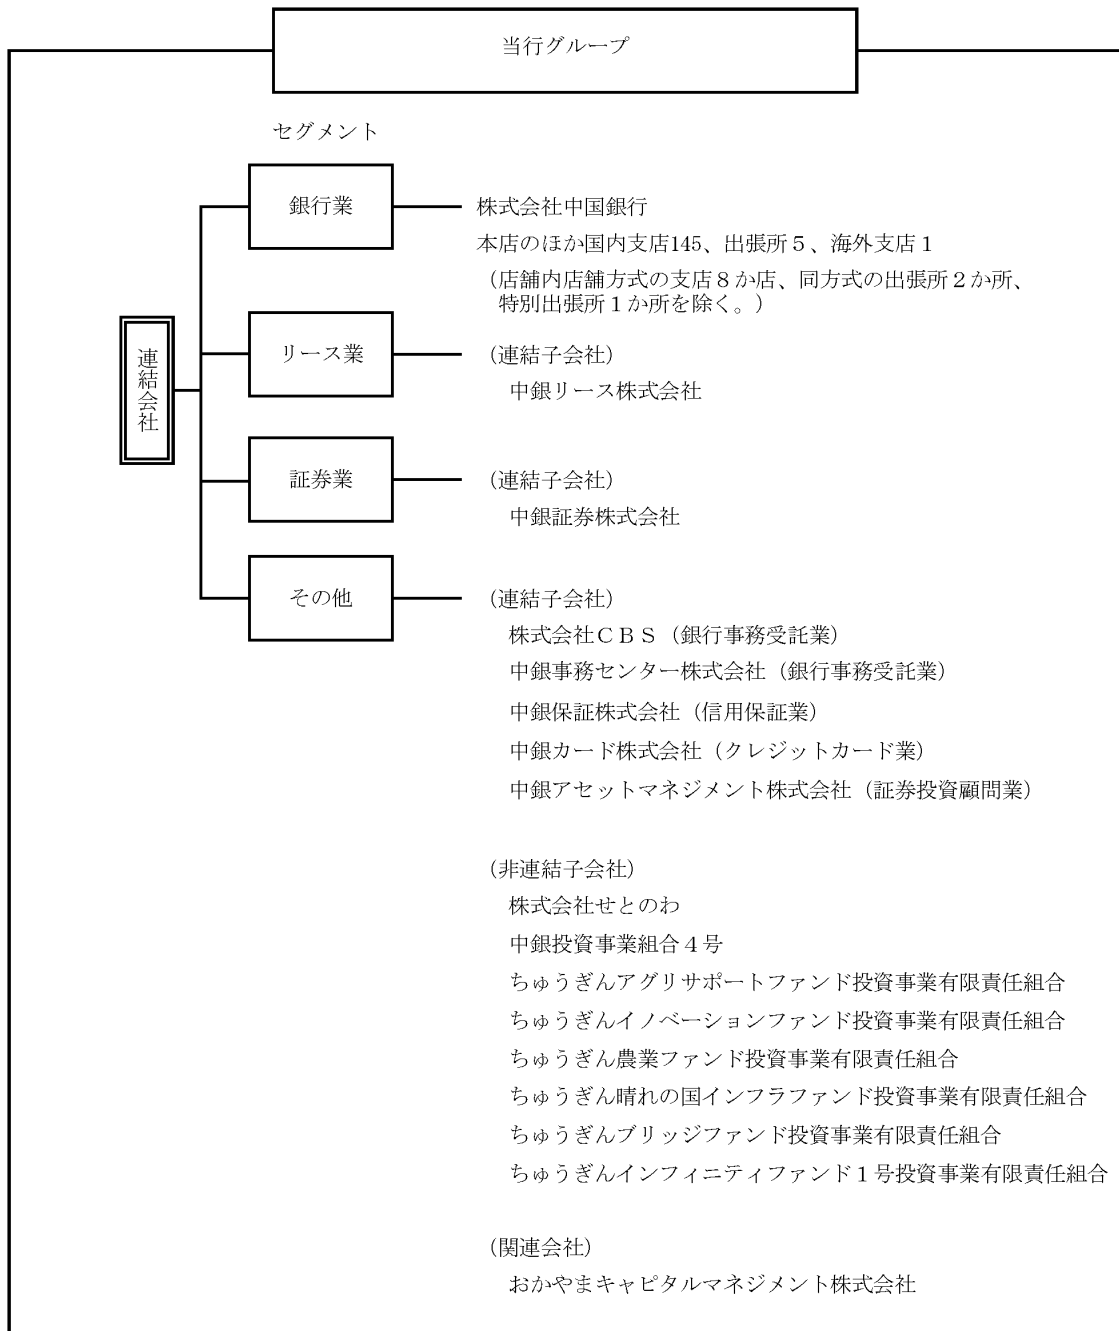 当行グループ
セグメント
銀行業
株式会社中国銀行
本店のほか国内支店145、出張所5、海外支店1
(店舗内店舗方式の支店8か店、同方式の出張所2か所、
特別出張所1か所を除く。)
連結会社
リース業
(連結子会社)
中銀リース株式会社
証券業
(連結子会社)
中銀証券株式会社
その他
(連結子会社)
株式会社CBS(銀行事務受託業)
中銀事務センター株式会社(銀行事務受託業)
中銀保証株式会社(信用保証業)
中銀カード株式会社(クレジットカード業)
中銀アセットマネジメント株式会社(証券投資顧問業)
(非連結子会社)
株式会社せとのわ
中銀投資事業組合4号
ちゅうぎんアグリサポートファンド投資事業有限責任組合
ちゅうぎんイノベーションファンド投資事業有限責任組合
ちゅうぎん農業ファンド投資事業有限責任組合
ちゅうぎん晴れの国インフラファンド投資事業有限責任組合
ちゅうぎんブリッジファンド投資事業有限責任組合
ちゅうぎんインフィニティファンド1号投資事業有限責任組合
(関連会社)
おかやまキャピタルマネジメント株式会社